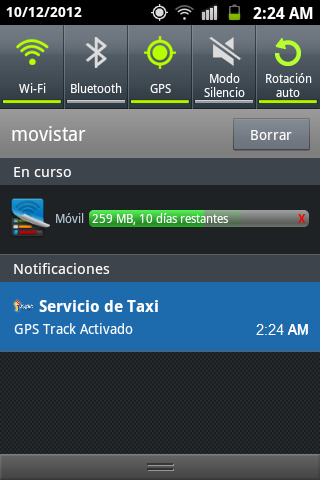 10/12/2012 2:24 AM
Wi-Fi Bluetooth GPS Modo Silencio Rotación auto
movistar Borrar
En curso
Móvil 259 MB, 10 días restantes X
Notificaciones
Servicio de Taxi
GPS Track Activado 2:24 AM